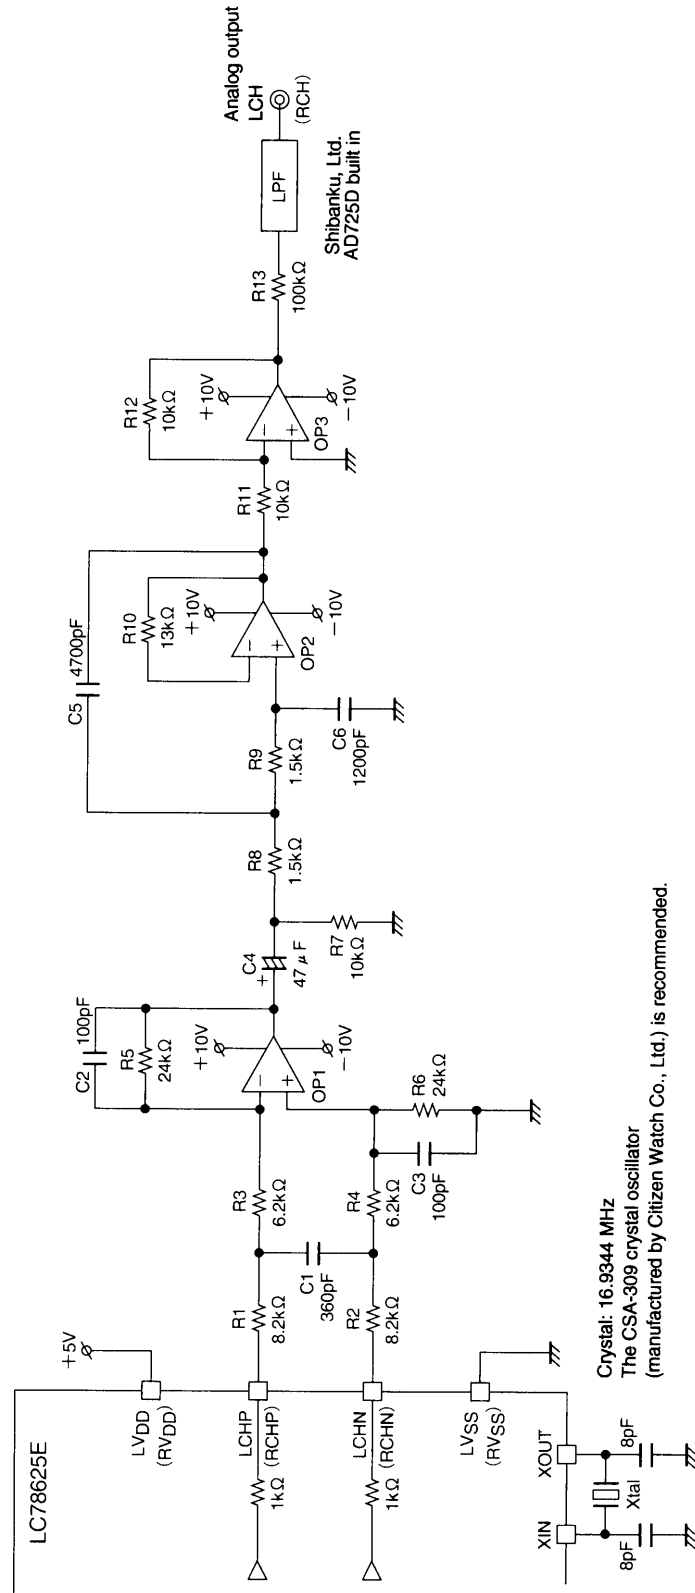 LC78625E
+5V
LVDD
(RVDD)
LCHP
(RCHP)
1kΩ
LCHN
(RCHN)
1kΩ
LVSS
(RVSS)
XIN
XOUT
8pF
Xtal
8pF
R1
8.2kΩ
R2
8.2kΩ
C1
360pF
R3
6.2kΩ
R4
6.2kΩ
C2
100pF
R5
24kΩ
+10V
−
+
OP1
−10V
C3
100pF
R6
24kΩ
C4
+
47μF
R7
10kΩ
R8
1.5kΩ
R9
1.5kΩ
C5
4700pF
C6
1200pF
R10
13kΩ
+10V
−
+
OP2
−10V
R11
10kΩ
R12
10kΩ
+10V
−
+
OP3
−10V
R13
100kΩ
LPF
Analog output
LCH
(RCH)
Shibanku, Ltd.
AD725D built in
Crystal: 16.9344 MHz
The CSA-309 crystal oscillator
(manufactured by Citizen Watch Co., Ltd.) is recommended.